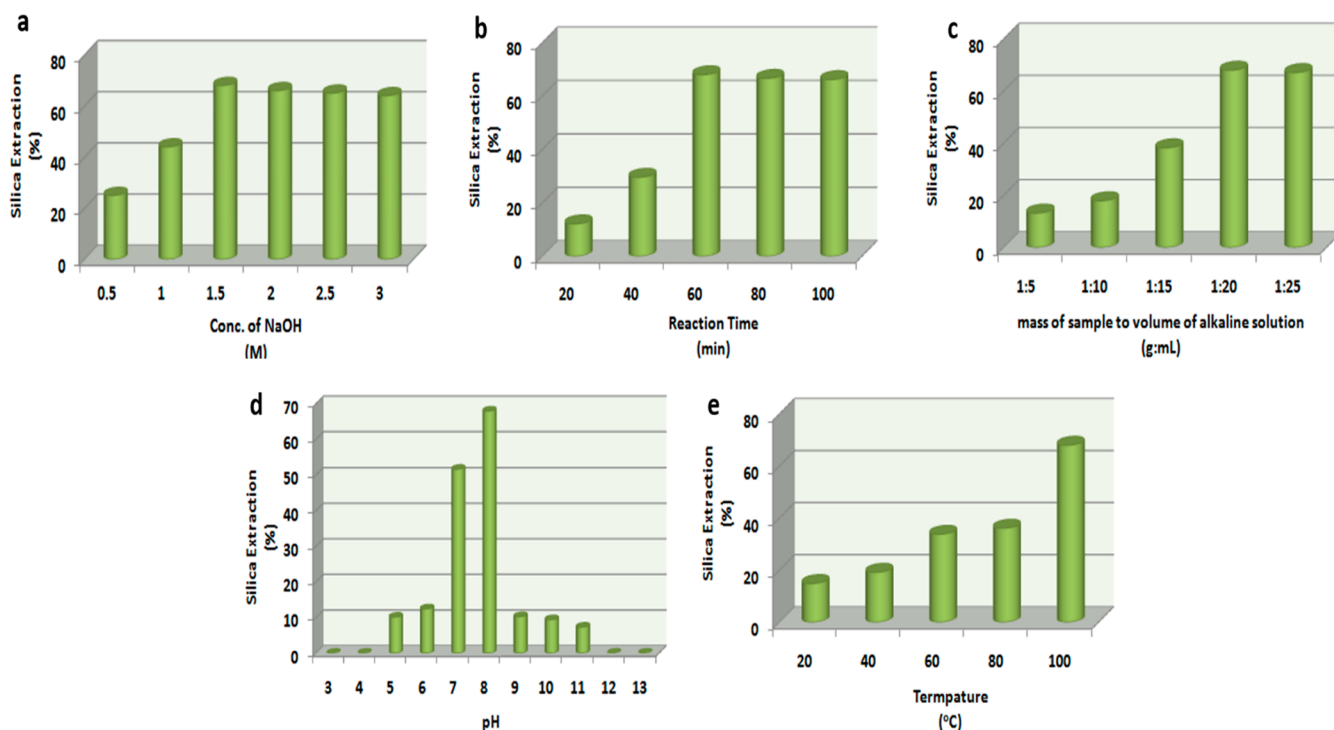 a
Silica Extraction
(%)
80
60
40
20
0
0.5 1 1.5 2 2.5 3
Conc. of NaOH
(M)
b
Silica Extraction
(%)
80
60
40
20
0
20 40 60 80 100
Reaction Time
(min)
c
Silica Extraction
(%)
80
60
40
20
0
1:5 1:10 1:15 1:20 1:25
mass of sample to volume of alkaline solution
(g:mL)
d
Silica Extraction
(%)
70
60
50
40
30
20
10
0
3 4 5 6 7 8 9 10 11 12 13
pH
e
Silica Extraction
(%)
80
60
40
20
0
20 40 60 80 100
Termpature
(°C)